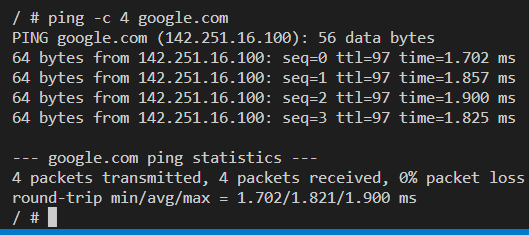 / # ping -c 4 google.com
PING google.com (142.251.16.100): 56 data bytes
64 bytes from 142.251.16.100: seq=0 ttl=97 time=1.702 ms
64 bytes from 142.251.16.100: seq=1 ttl=97 time=1.857 ms
64 bytes from 142.251.16.100: seq=2 ttl=97 time=1.900 ms
64 bytes from 142.251.16.100: seq=3 ttl=97 time=1.825 ms
--- google.com ping statistics ---
4 packets transmitted, 4 packets received, 0% packet loss
round-trip min/avg/max = 1.702/1.821/1.900 ms
/ #